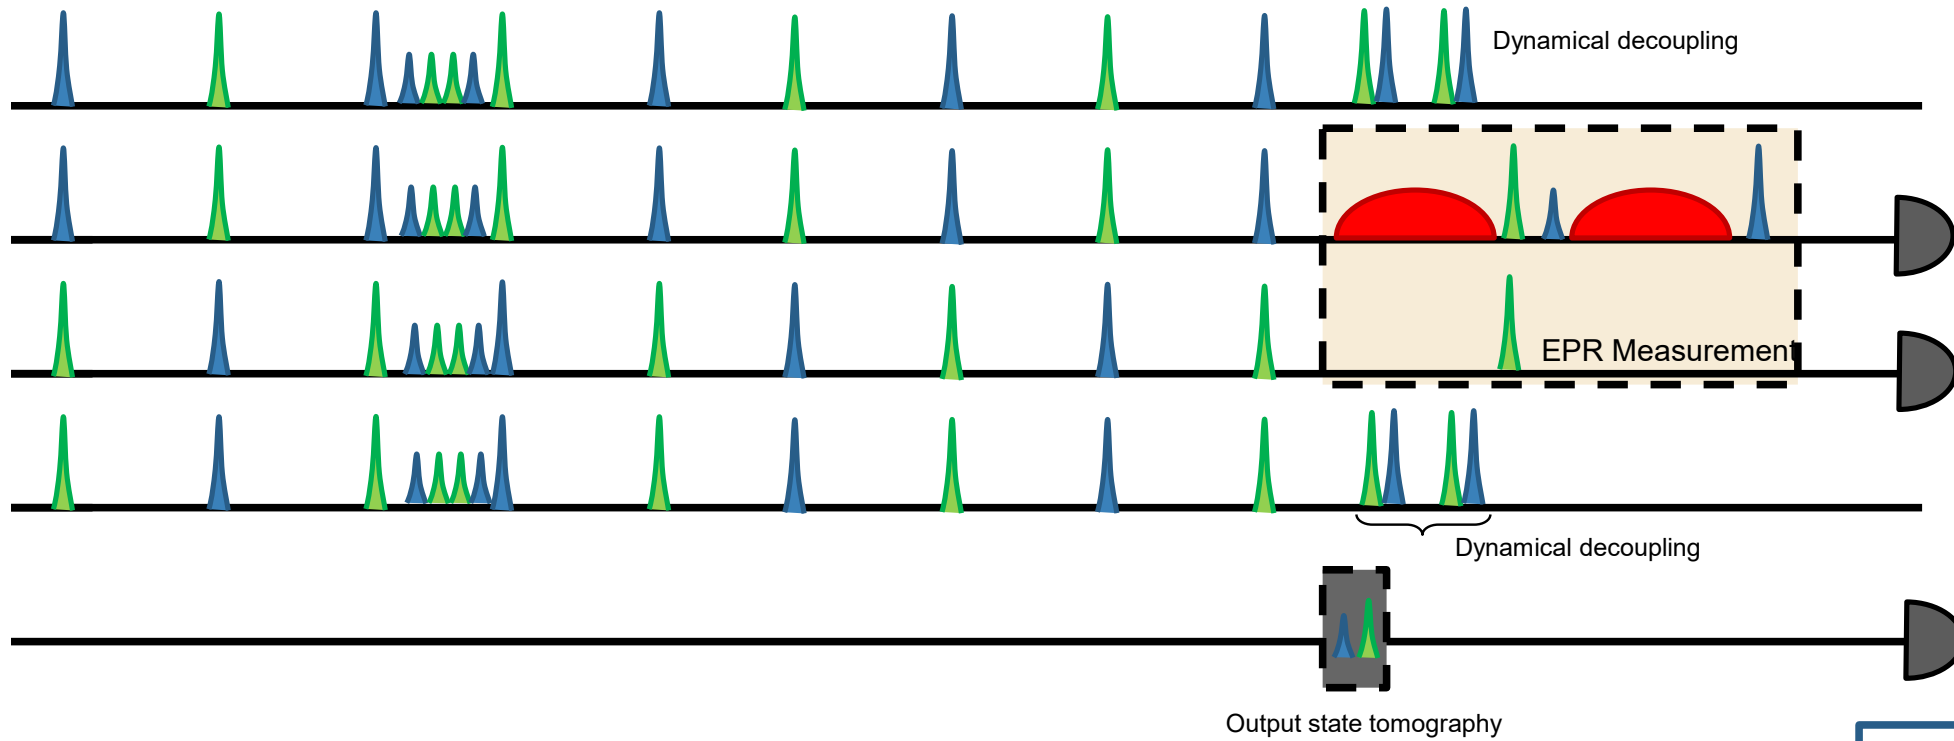 Dynamical decoupling
EPR Measurement
Dynamical decoupling
Output state tomography